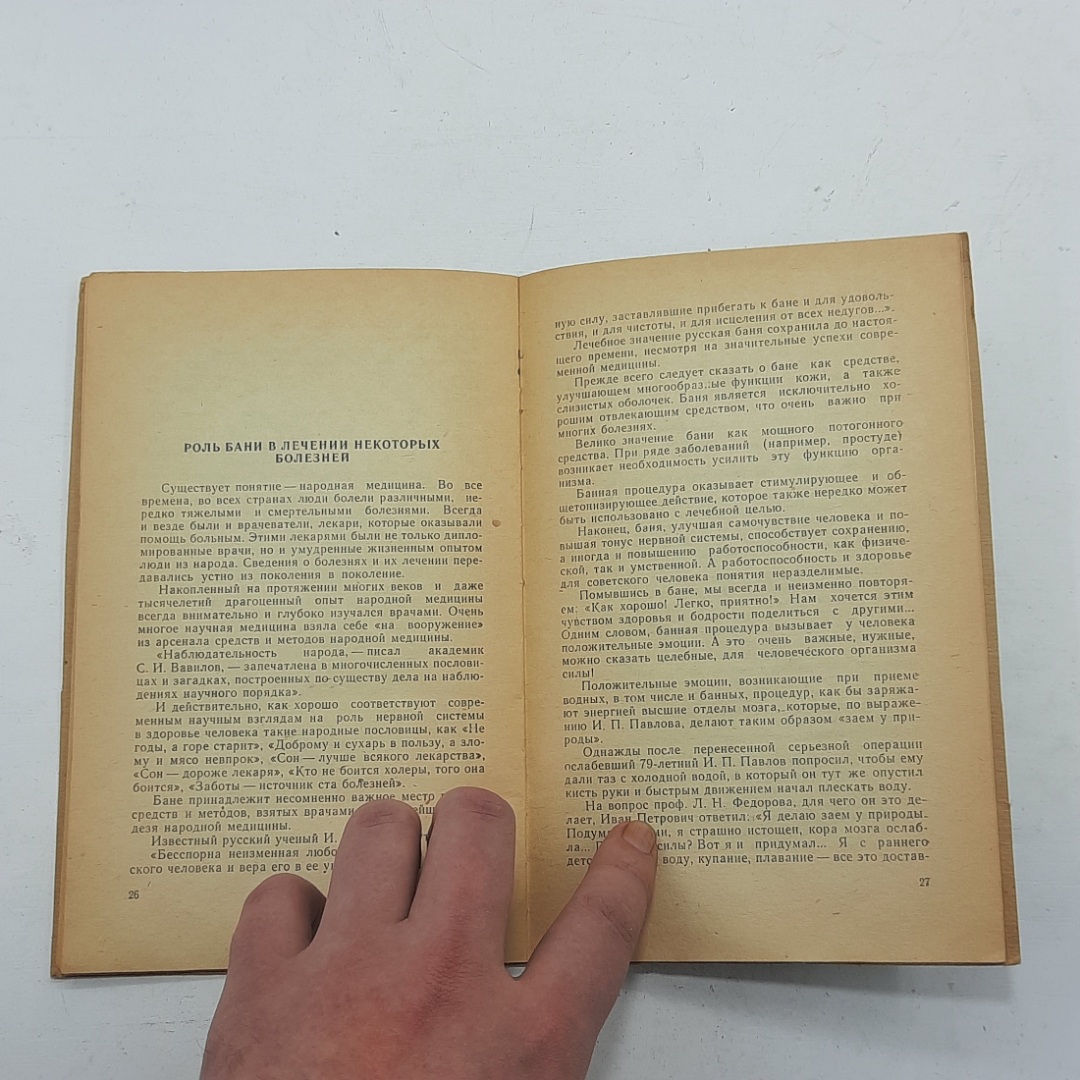 РОЛЬ БАНИ В ЛЕЧЕНИИ НЕКОТОРЫХ
БОЛЕЗНЕЙ
Существует понятие — народная медицина. Во все
времена, во всех странах люди болели различными, не-
редко тяжелыми и смертельными болезнями. Всегда
и везде были и врачеватели, лекари, которые оказывали
помощь больным. Этими лекарями были не только дипло-
мированные врачи, но и умудренные жизненным опытом
люди из народа. Сведения о болезнях и их лечении пере-
давались устно из поколения в поколение.
Накопленный на протяжении многих веков и даже
тысячелетий драгоценный опыт народной медицины
всегда внимательно и глубоко изучался врачами. Очень
многое научная медицина взяла себе «на вооружение»
из арсенала средств и методов народной медицины.
«Наблюдательность народа, — писал академик
С. И. Вавилов, — запечатлена в многочисленных послови-
цах и загадках, построенных по существу дела на наблю-
дениях научного порядка».
И действительно, как хорошо соответствуют совре-
менным научным взглядам на роль нервной системы
в здоровье человека такие народные пословицы, как «Не
годы, а горе старит», «Доброму и сухарь в пользу, а зло-
му и мясо невпрок», «Сон — лучше всякого лекарства»,
«Сон — дороже лекаря», «Кто не боится холеры, того она
боится», «Заботы — источник ста болезней».
Бане принадлежит несомненно важное место
средств и методов, взятых врачами
дезя народной медицины.
Известный русский ученый И.
«Бесспорна неизменная
ского человека и вера его в ее
26
ную силу, заставлявшие прибегать к бане и для удоволь-
ствия, и для чистоты, и для исцеления от всех недугов...».
Лечебное значение русская баня сохранила до настоя-
щего времени, несмотря на значительные успехи совре-
менной медицины.
Прежде всего следует сказать о бане как средстве,
улучшающем многообразные функции кожи, а также
слизистых оболочек. Баня является исключительно хо-
рошим отвлекающим средством, что очень важно при
многих болезнях.
Велико значение бани как мощного потогонного
средства. При ряде заболеваний (например, простуде)
возникает необходимость усилить эту функцию орга-
низма.
Банная процедура оказывает стимулирующее и об-
щетонизирующее действие, которое также нередко может
быть использовано с лечебной целью.
Наконец, баня, улучшая самочувствие человека и по-
вышая тонус нервной системы, способствует сохранению,
а иногда и повышению работоспособности, как физиче-
ской, так и умственной. А работоспособность и здоровье
для советского человека понятия неразделимые.
Помывшись в бане, мы всегда и неизменно повторя-
ем: «Как хорошо! Легко, приятно!» Нам хочется этим
чувством здоровья и бодрости поделиться с другими...
Одним словом, банная процедура вызывает у человека
положительные эмоции. А это очень важные, нужные,
можно сказать целебные, для человеческого организма
силы!
Положительные эмоции, возникающие при приеме
водных, в том числе и банных, процедур, как бы заряжа-
ют энергией высшие отделы мозга, которые, по выраже-
нию И. П. Павлова, делают таким образом «заем у при-
роды».
Однажды после перенесенной серьезной операции
ослабевший 79-летний И. П. Павлов попросил, чтобы ему
дали таз с холодной водой, в который он тут же опустил
кисть руки и быстрым движением начал плескать воду.
На вопрос проф. Л. Н. Федорова, для чего он это де-
лает, Иван Петрович ответил: «Я делаю заем у природы.
я страшно истощен, кора мозга ослаб-
ла... силы? Вот я и придумал... Я с раннего
воду, купание, плавание — все это достав-
27